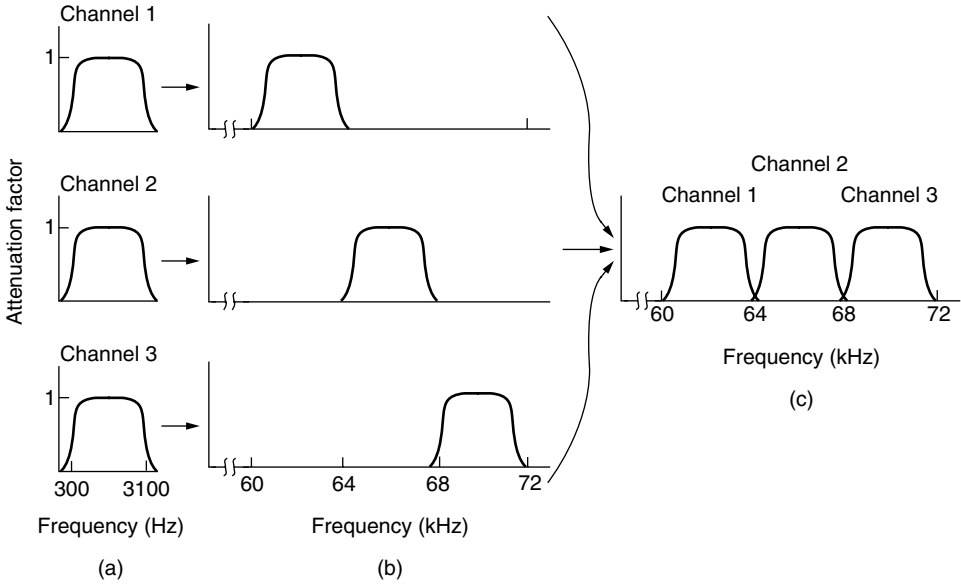 Channel 1
1
Channel 2
1
Attenuation factor
Channel 3
1
300 3100
Frequency (Hz)
(a)
60 64 68 72
Frequency (kHz)
(b)
Channel 2
Channel 1 Channel 3
60 64 68 72
Frequency (kHz)
(c)